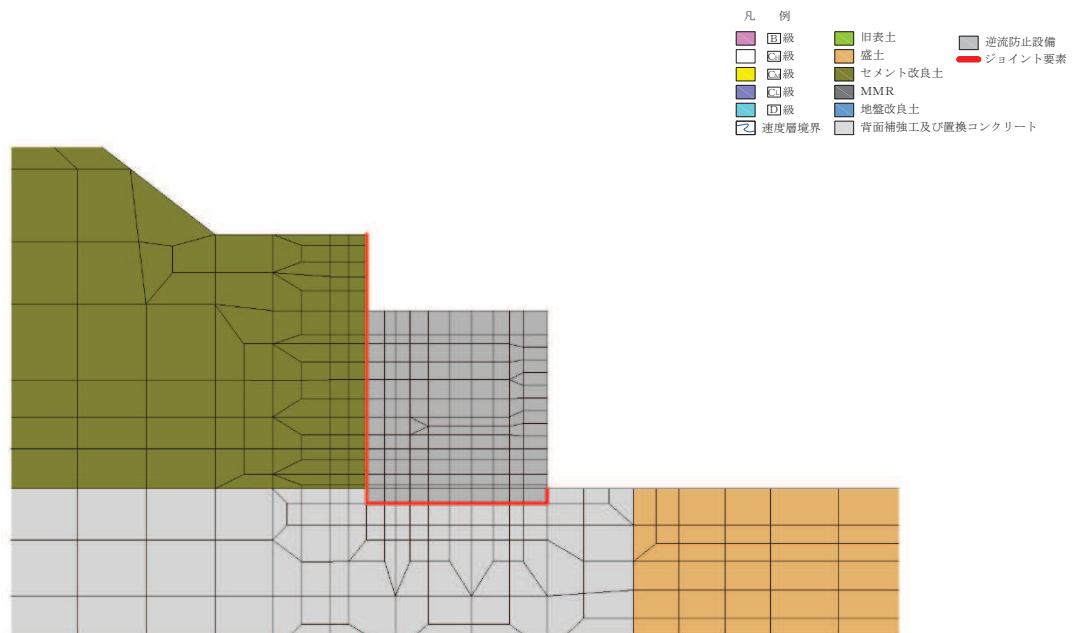 凡 例
B級
CH級
CM級
CL級
D級
速度層境界
旧表土
盛土
セメント改良土
MMR
地盤改良土
背面補強工及び置換コンクリート
逆流防止設備
ジョイント要素